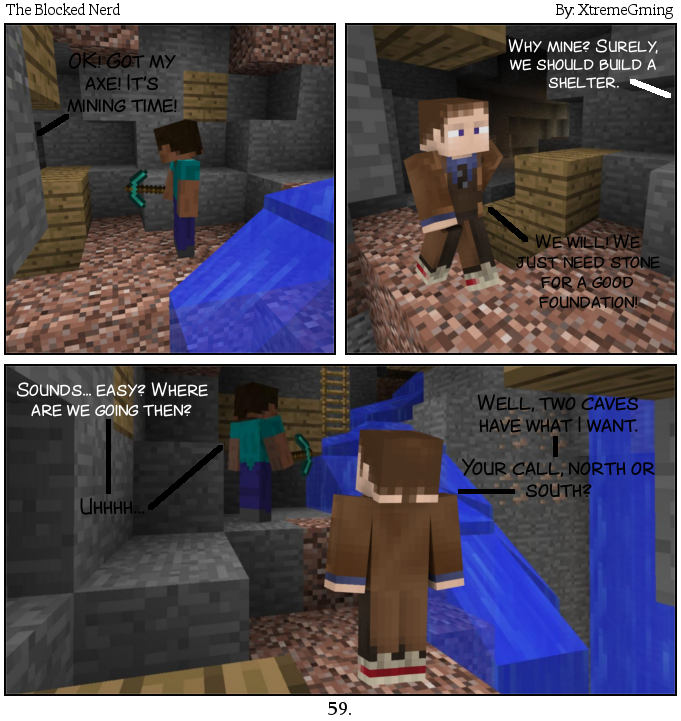 The Blocked Nerd
By: XtremeGming
OK! Got my
axe! It's
mining time!
Why mine? Surely,
we should build a
shelter.
We will! We
just need stone
for a good
foundation!
Sounds... easy? Where
are we going then?
Uhhhh...
Well, two caves
have what I want.
Your call, north or
south?
59.